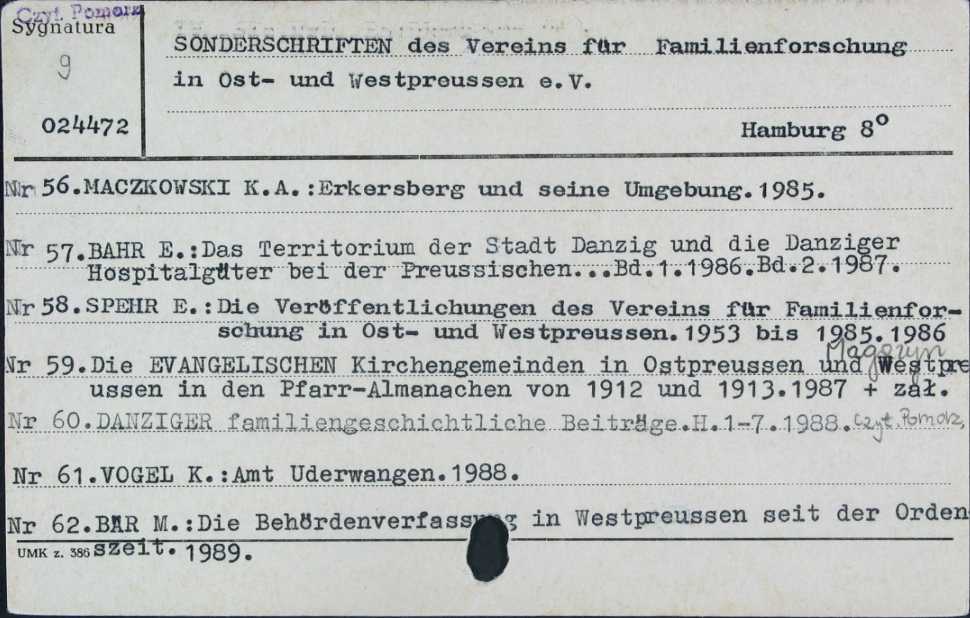 Czyt. Pomorz
Sygnatura
9
024472
SONDERSCHRIFTEN des Vereins für Familienforschung
in Ost- und Westpreussen e.V.
Hamburg 8°
Nr 56.MACZKOWSKI K.A.:Erkersberg und seine Umgebung.1985.
Nr 57.BAHR E.:Das Territorium der Stadt Danzig und die Danziger
Hospitalgüter bei der Preussischen...Bd.1.1986.Bd.2.1987.
Nr 58.SPEHR E.:Die Veröffentlichungen des Vereins für Familienfor-
schung in Ost- und Westpreussen.1953 bis 1985.1986
Magazyn
Nr 59.Die EVANGELISCHEN Kirchengemeinden in Ostpreussen und Westpre
ussen in den Pfarr-Almanachen von 1912 und 1913.1987 + zał.
Nr 60.DANZIGER familiengeschichtliche Beiträge.H.1-7.1988. Czyt. Pomorz,
Nr 61.VOGEL K.:Amt Uderwangen.1988.
Nr 62.BÄR M.:Die Behördenverfassung in Westpreussen seit der Orden
szeit. 1989.
UMK z. 386